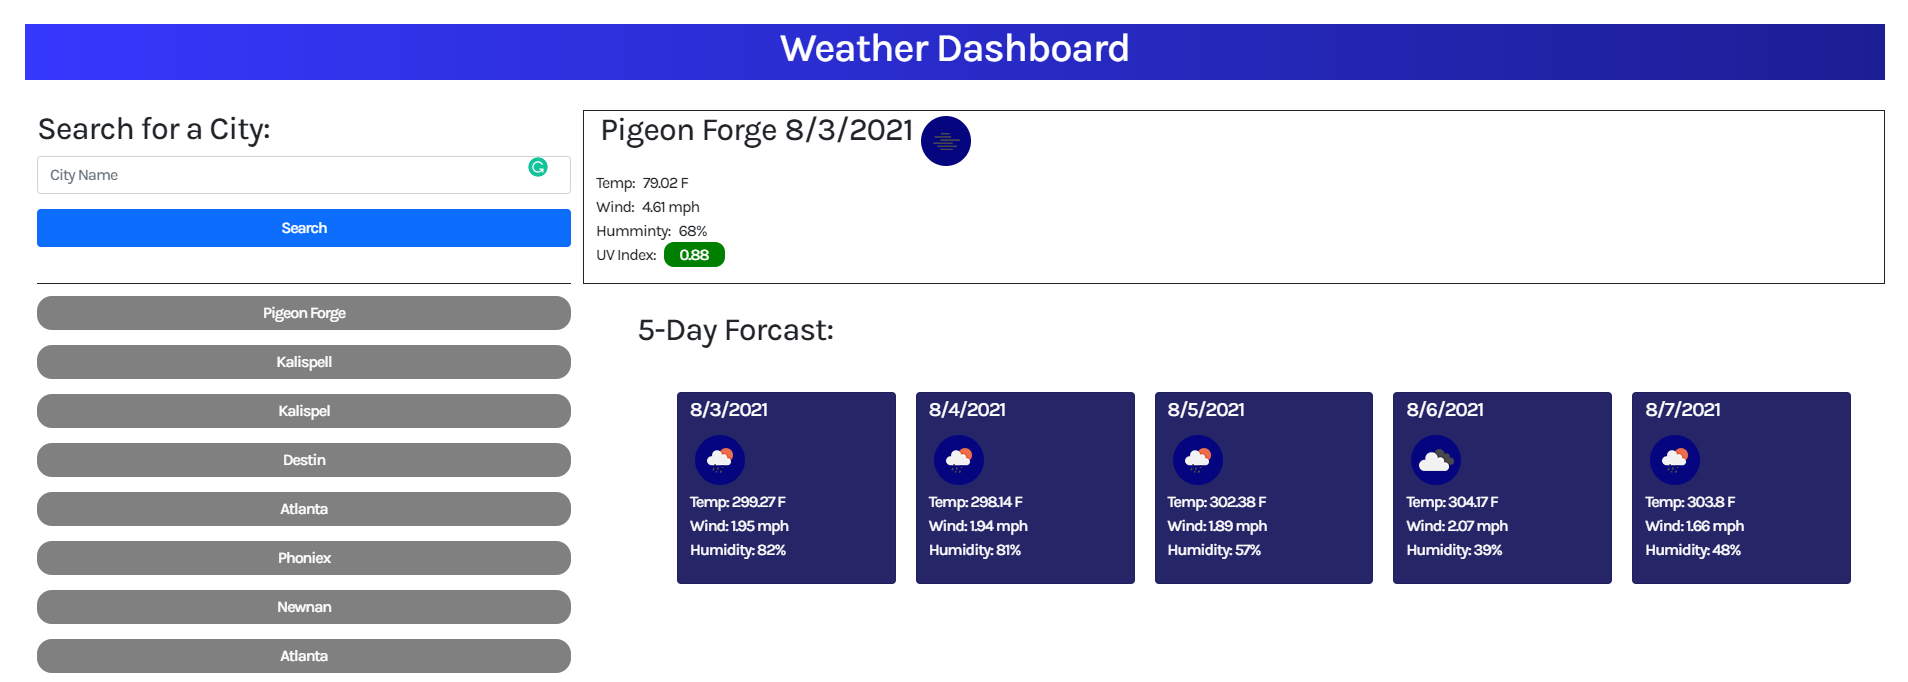 Weather Dashboard
Search for a City:
City Name
Search
Pigeon Forge
Kalispell
Kalispel
Destin
Atlanta
Phoniex
Newnan
Atlanta
Pigeon Forge 8/3/2021
Temp: 79.02 F
Wind: 4.61 mph
Humminty: 68%
UV Index: 0.88
5-Day Forcast:
8/3/2021
Temp: 299.27 F
Wind: 1.95 mph
Humidity: 82%
8/4/2021
Temp: 298.14 F
Wind: 1.94 mph
Humidity: 81%
8/5/2021
Temp: 302.38 F
Wind: 1.89 mph
Humidity: 57%
8/6/2021
Temp: 304.17 F
Wind: 2.07 mph
Humidity: 39%
8/7/2021
Temp: 303.8 F
Wind: 1.66 mph
Humidity: 48%